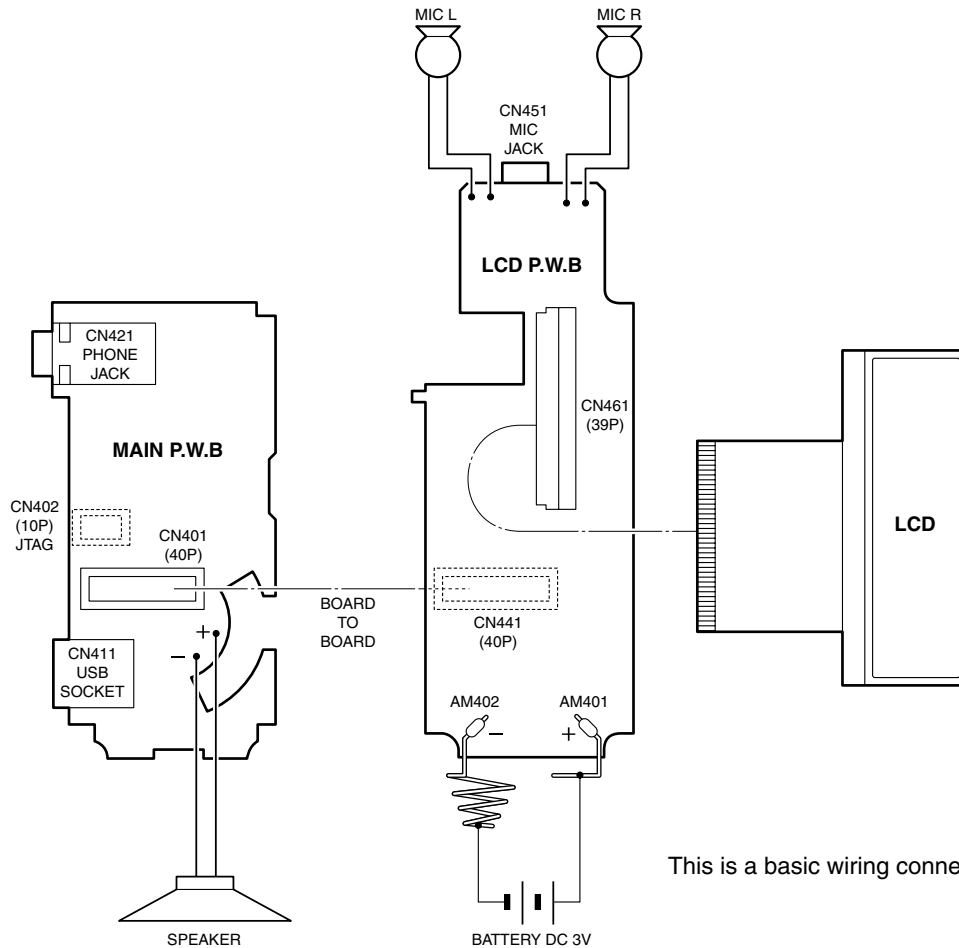 MIC L
MIC R
CN451
MIC
JACK
LCD P.W.B
CN421
PHONE
JACK
CN461
(39P)
MAIN P.W.B
CN402
(10P)
JTAG
CN401
(40P)
LCD
BOARD
TO
BOARD
CN441
(40P)
+
−
CN411
USB
SOCKET
AM402
AM401
−
+
This is a basic wiring conne
SPEAKER
BATTERY DC 3V